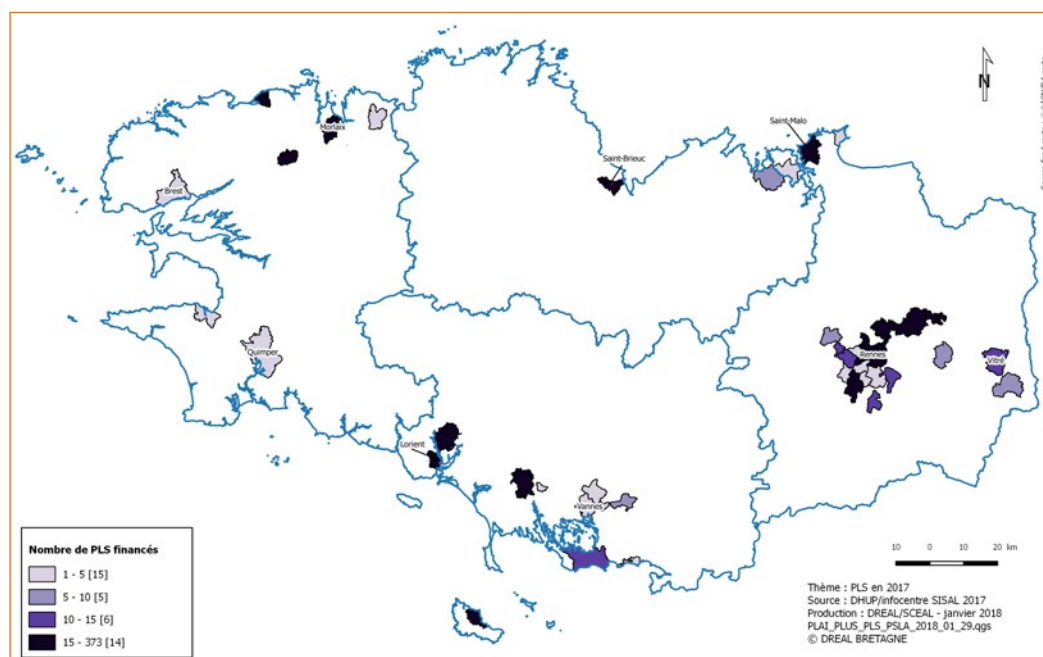 N
Morlaix
Saint-Malo
Saint-Brieuc
Brest
Quimper
Rennes
Vitré
Lorient
Vannes
Nombre de PLS financés
1 - 5 [15]
5 - 10 [5]
10 - 15 [6]
15 - 373 [14]
10 0 10 20 km
Thème : PLS en 2017
Source : DHUP/infocentre SISAL 2017
Production : DREAL/SCEAL - janvier 2018
PLAI_PLUS_PLS_PSLA_2018_01_29.qgs
© DREAL BRETAGNE